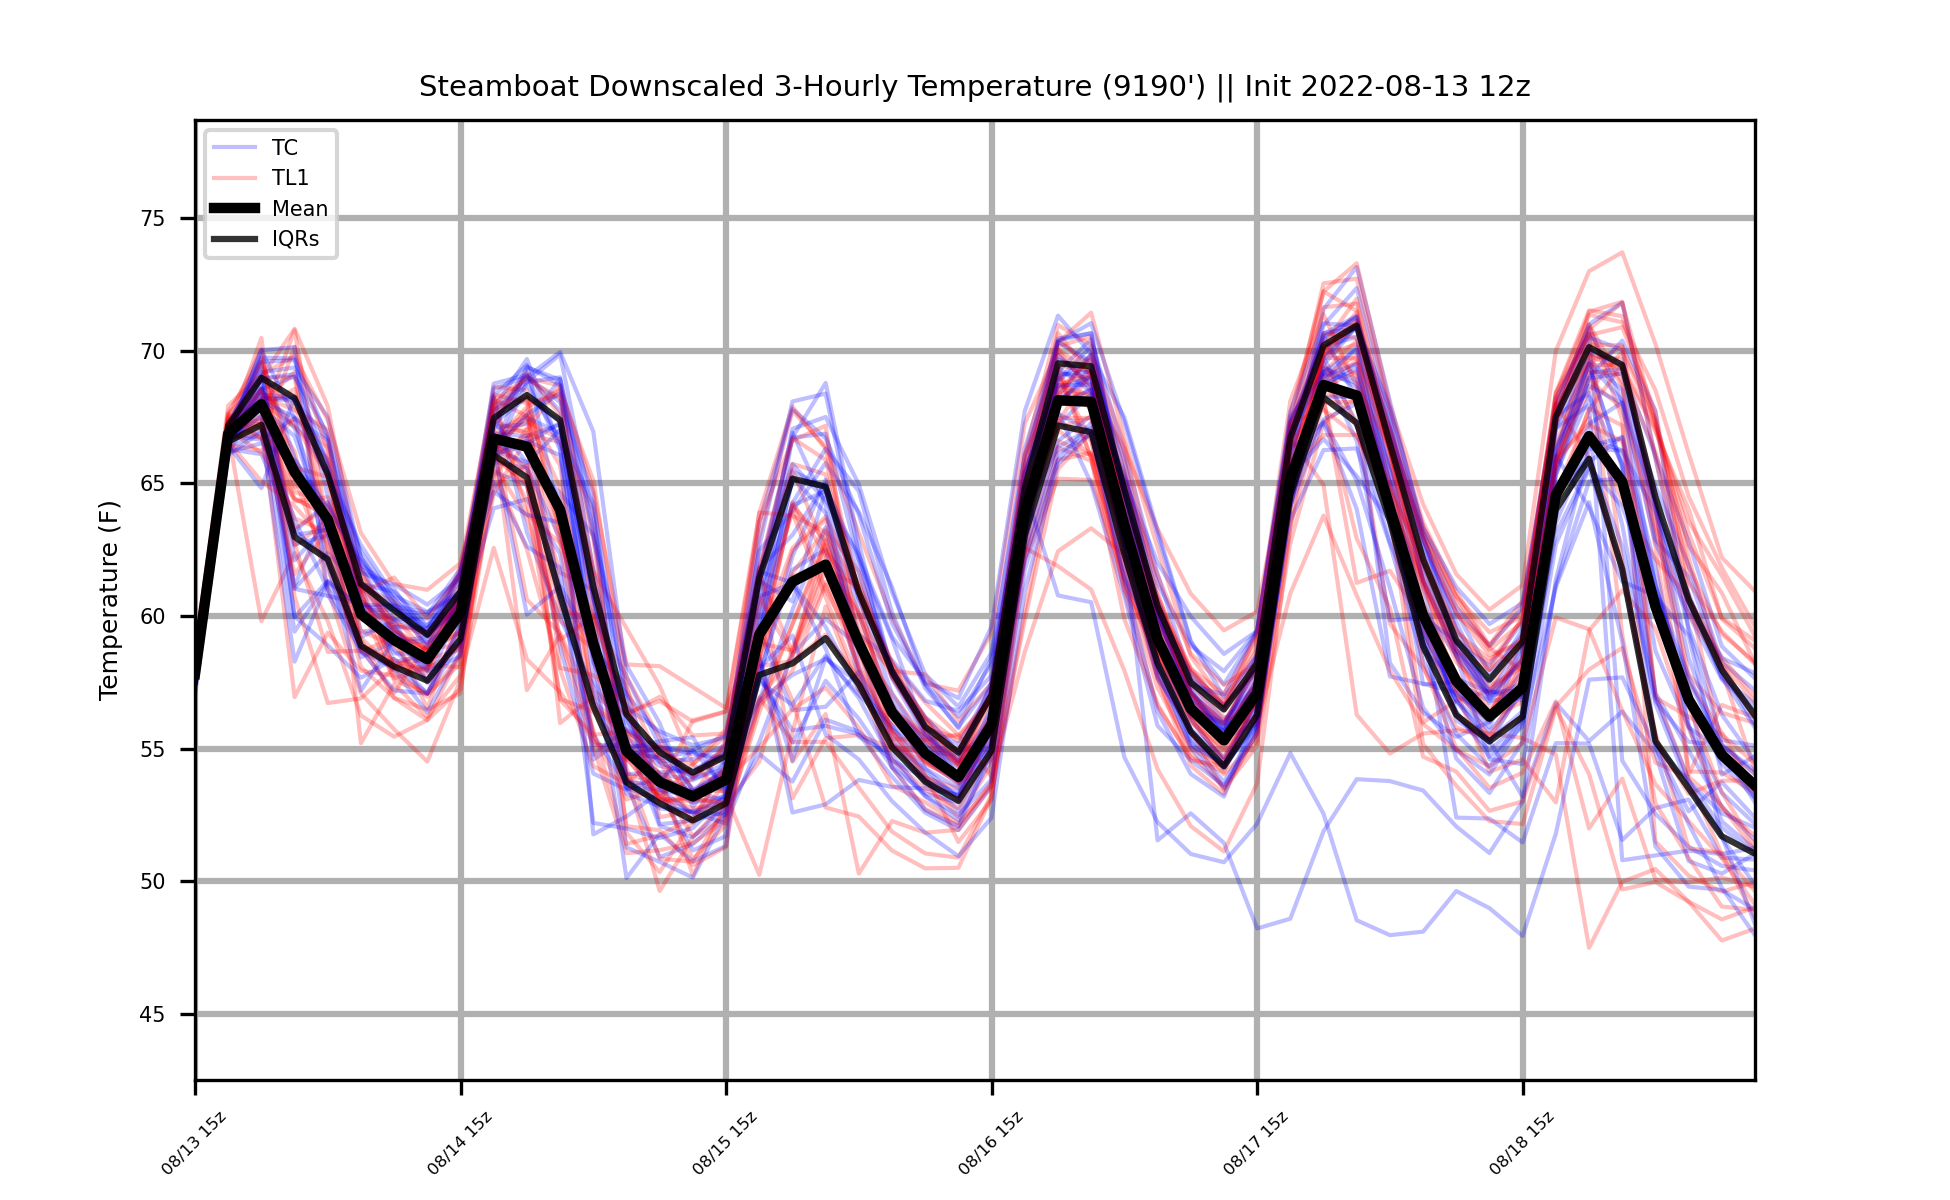 Steamboat Downscaled 3-Hourly Temperature (9190') || Init 2022-08-13 12z
TC
TL1
Mean
IQRs
Temperature (F)
75
70
65
60
55
50
45
08/13 15z
08/14 15z
08/15 15z
08/16 15z
08/17 15z
08/18 15z